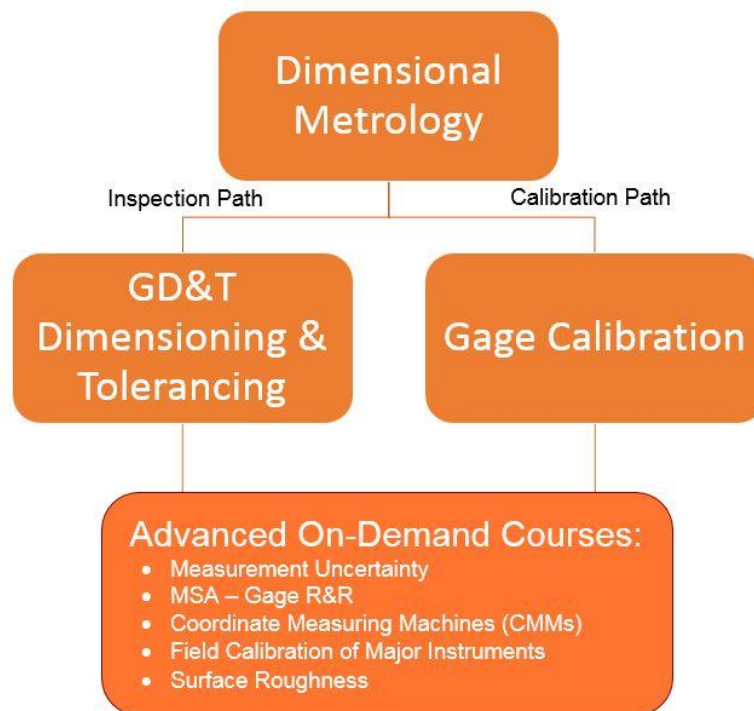 Dimensional
Metrology
Inspection Path
Calibration Path
GD&T
Dimensioning &
Tolerancing
Gage Calibration
Advanced On-Demand Courses:
• Measurement Uncertainty
• MSA – Gage R&R
• Coordinate Measuring Machines (CMMs)
• Field Calibration of Major Instruments
• Surface Roughness